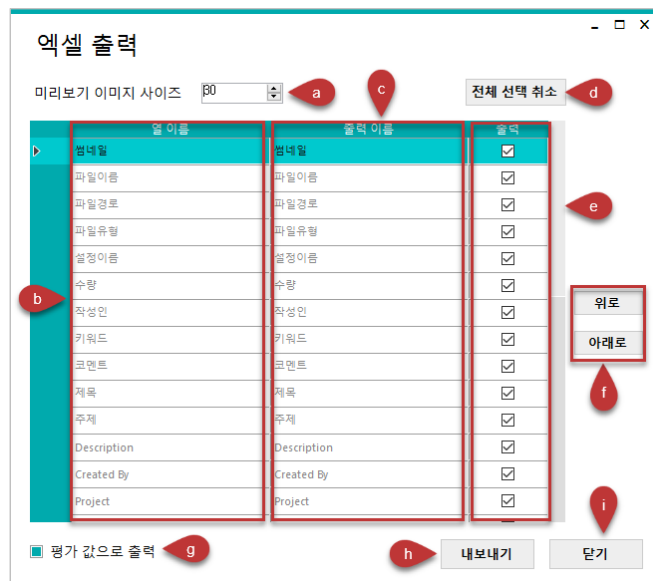 엑셀 출력
미리보기 이미지 사이즈 80 a c 전체 선택 취소 d
열 이름 출력 이름 출력
썸네일 썸네일
파일이름 파일이름
파일경로 파일경로 e
파일유형 파일유형
설정이름 설정이름
수량 수량
b 작성인 작성인 위로
키워드 키워드 아래로
코멘트 코멘트
제목 제목 f
주제 주제
Description Description
Created By Created By
Project Project i
평가 값으로 출력 g h 내보내기 닫기